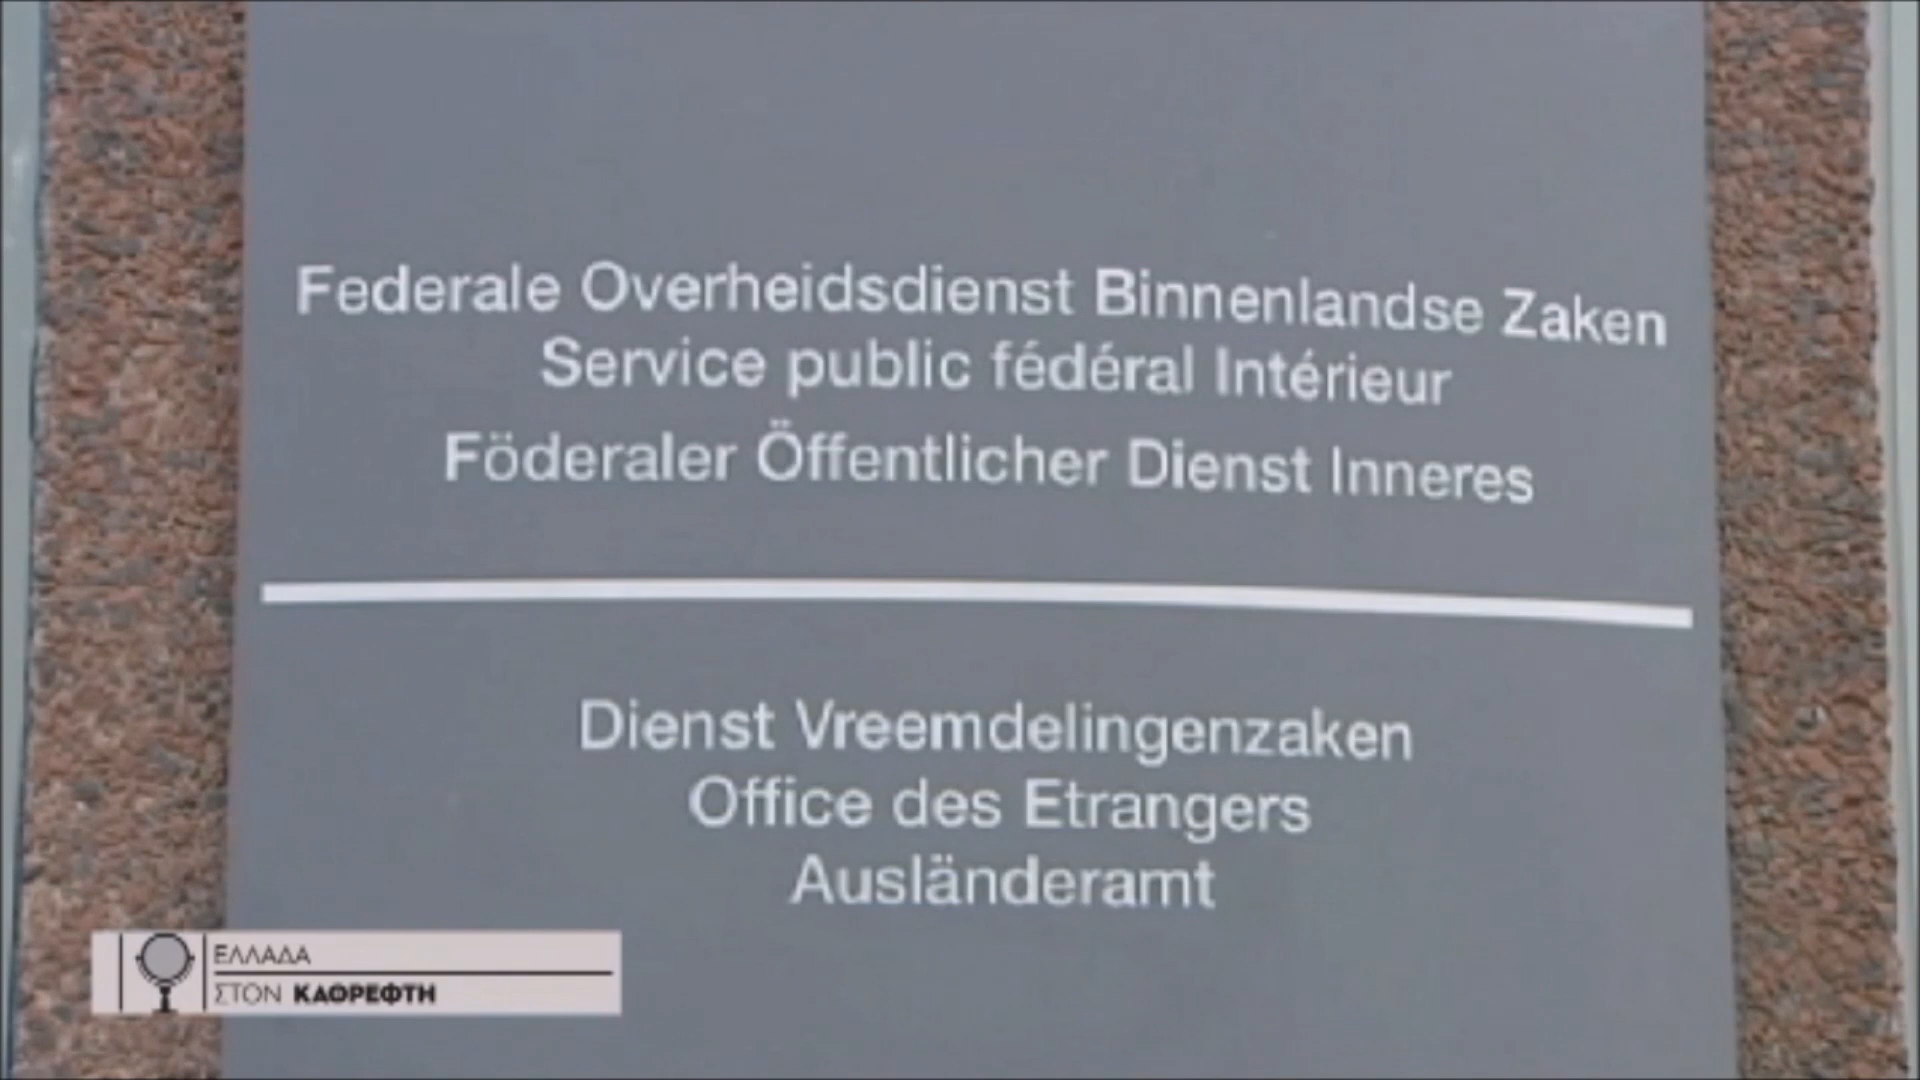 Federale Overheidsdienst Binnenlandse Zaken
Service public fédéral Intérieur
Föderaler Öffentlicher Dienst Inneres
Dienst Vreemdelingenzaken
Office des Etrangers
Ausländeramt
ΕΛΛΑΔΑ
ΣΤΟΝ ΚΑΘΡΕΦΤΗ